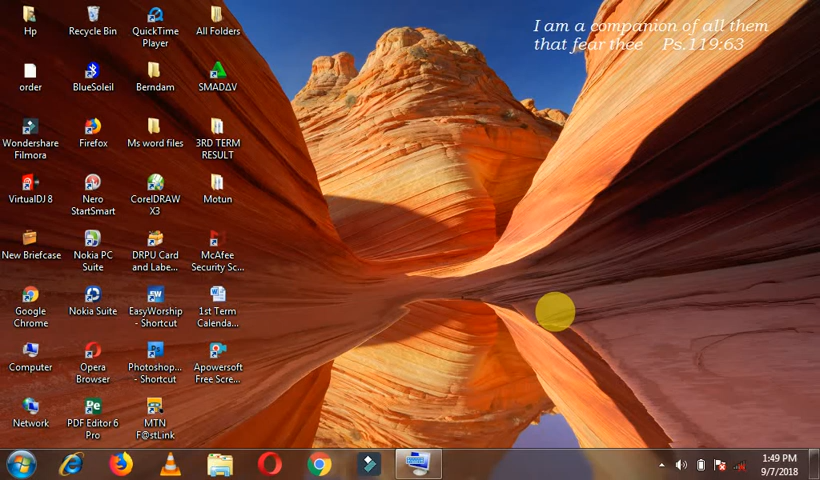 Hp
Recycle Bin
QuickTime
Player
All Folders
order
BlueSoleil
Berndam
SMADΔV
Wondershare
Filmora
Firefox
Ms word files
3RD TERM
RESULT
VirtualDJ 8
Nero
StartSmart
CorelDRAW
X3
Motun
New Briefcase
Nokia PC
Suite
DRPU Card
and Labe...
McAfee
Security Sc...
Google
Chrome
Nokia Suite
EasyWorship
- Shortcut
1st Term
Calenda...
Computer
Opera
Browser
Photoshop...
- Shortcut
Apowersoft
Free Scre...
Network
PDF Editor 6
Pro
MTN
F@stLink
I am a companion of all them
that fear thee Ps.119:63
1:49 PM
9/7/2018